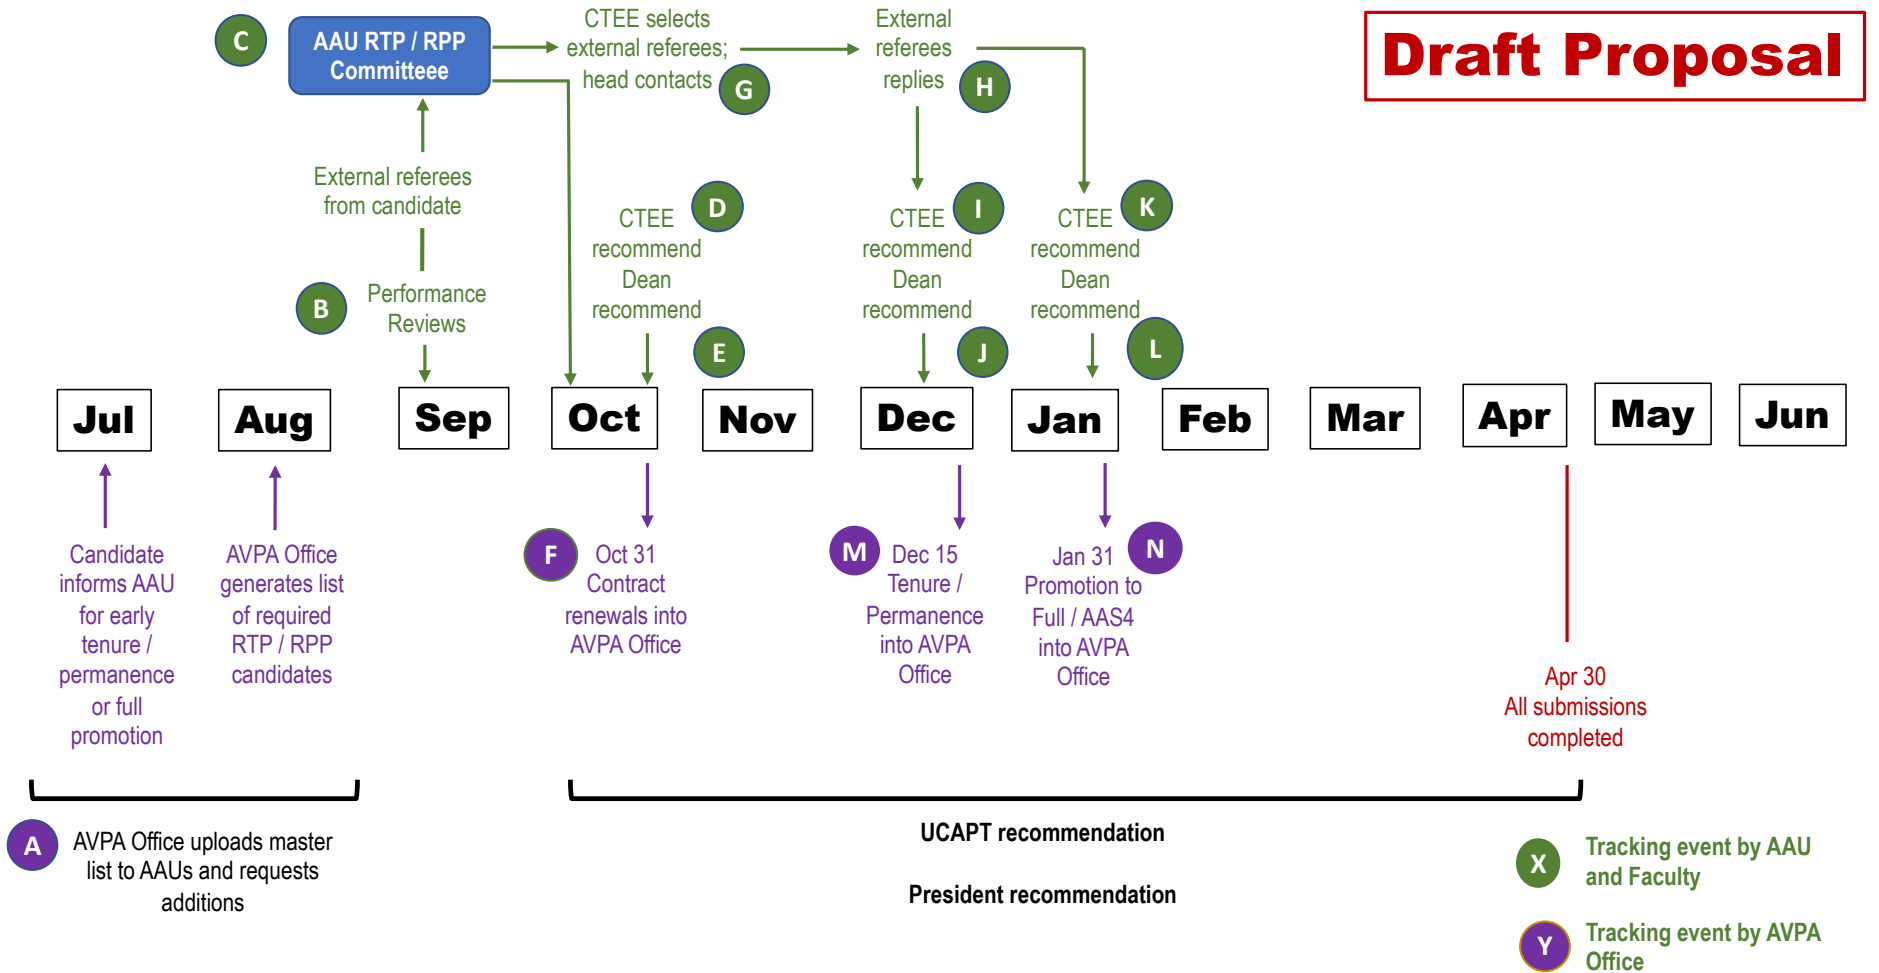 Draft Proposal
C
AAU RTP / RPP
Committeee
CTEE selects
external referees;
head contacts
G
External
referees
replies
H
External referees
from candidate
B
Performance
Reviews
CTEE
recommend
Dean
recommend
D
E
CTEE
recommend
Dean
recommend
I
J
CTEE
recommend
Dean
recommend
K
L
Jul
Aug
Sep
Oct
Nov
Dec
Jan
Feb
Mar
Apr
May
Jun
Candidate
informs AAU
for early
tenure /
permanence
or full
promotion
AVPA Office
generates list
of required
RTP / RPP
candidates
F
Oct 31
Contract
renewals into
AVPA Office
M
Dec 15
Tenure /
Permanence
into AVPA
Office
N
Jan 31
Promotion to
Full / AAS4
into AVPA
Office
Apr 30
All submissions
completed
A
AVPA Office uploads master
list to AAUs and requests
additions
UCAPT recommendation
President recommendation
X
Tracking event by AAU
and Faculty
Y
Tracking event by AVPA
Office